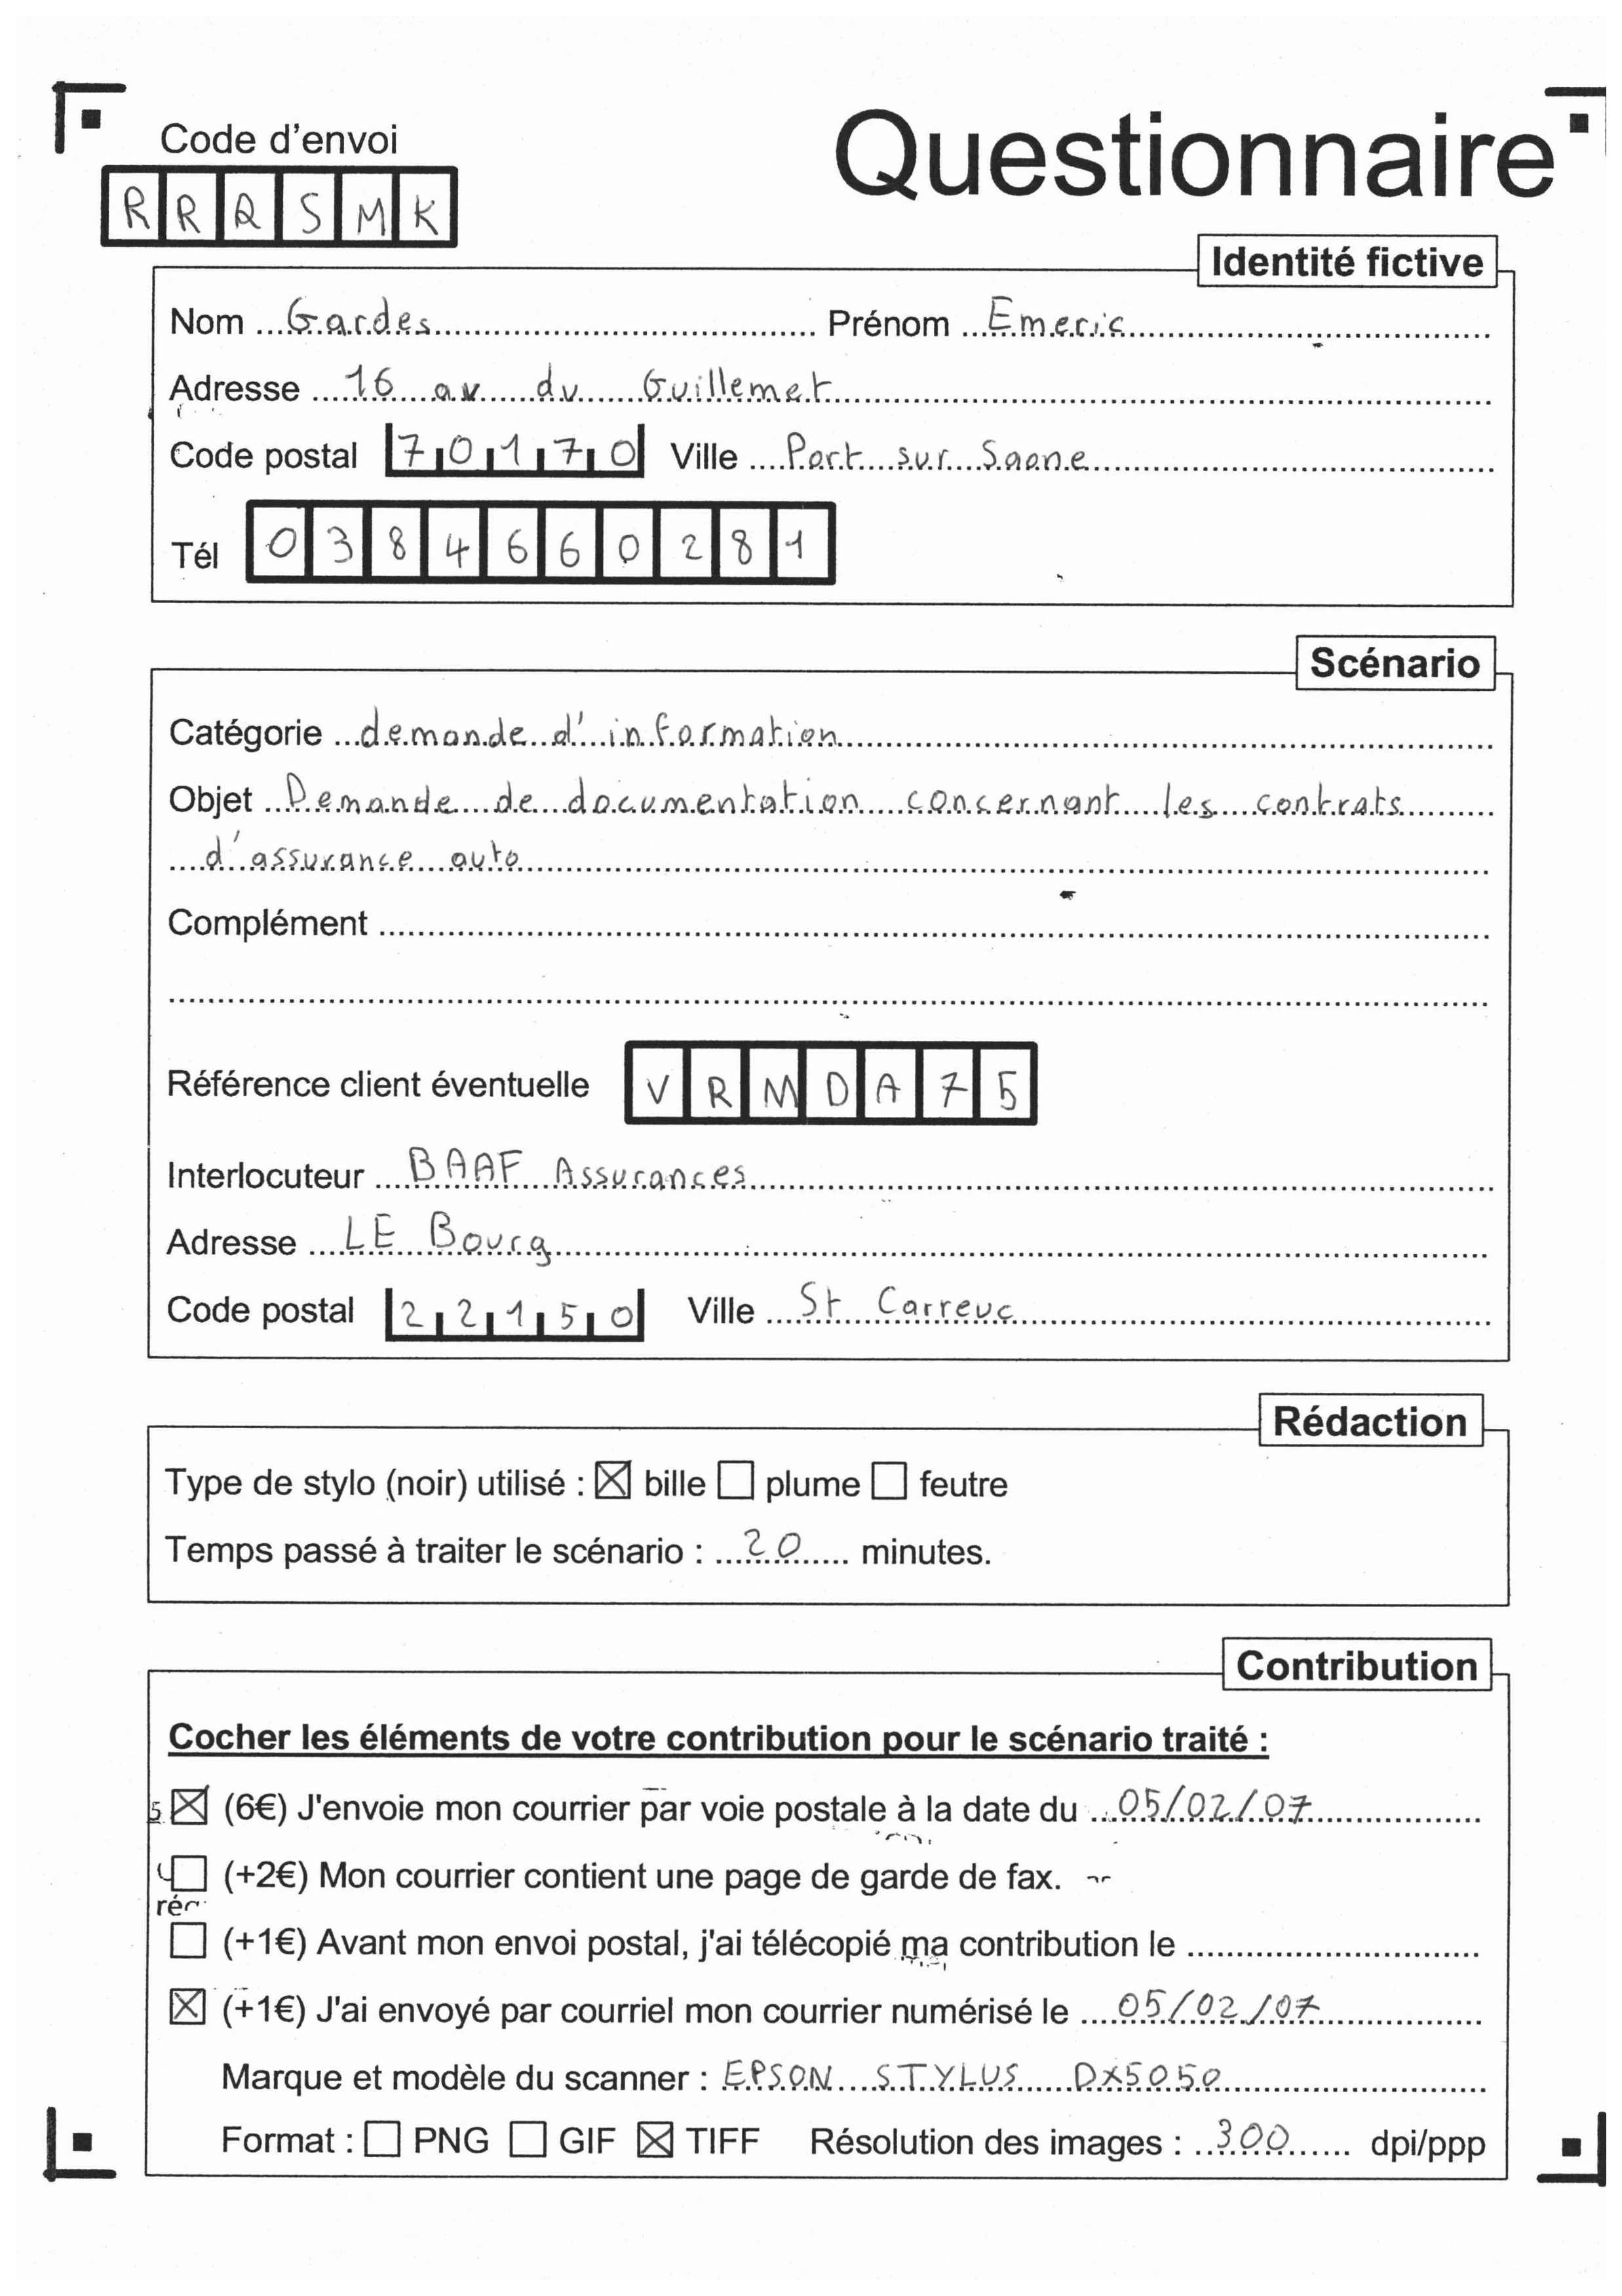 Code d'envoi
Questionnaire
R R Q S M K
Identité fictive
Nom Gardes Prénom Emeric
Adresse 16 av du Guillemet
Code postal 70170 Ville Port sur Saone
Tél 0384660281
Scénario
Catégorie demande d'information
Objet Demande de documentation concernant les contrats
d'assurance auto
Complément
Référence client éventuelle VRMDA75
Interlocuteur BAAF Assurances
Adresse LE Bourg
Code postal 22150 Ville St Carreuc
Rédaction
Type de stylo (noir) utilisé : ☒ bille ☐ plume ☐ feutre
Temps passé à traiter le scénario : 20 minutes.
Contribution
Cocher les éléments de votre contribution pour le scénario traité :
☒ (6€) J'envoie mon courrier par voie postale à la date du 05/02/07
☐ (+2€) Mon courrier contient une page de garde de fax.
☐ (+1€) Avant mon envoi postal, j'ai télécopié ma contribution le
☒ (+1€) J'ai envoyé par courriel mon courrier numérisé le 05/02/07
Marque et modèle du scanner : EPSON STYLUS DX5050
Format : ☐ PNG ☐ GIF ☒ TIFF Résolution des images : 300 dpi/ppp